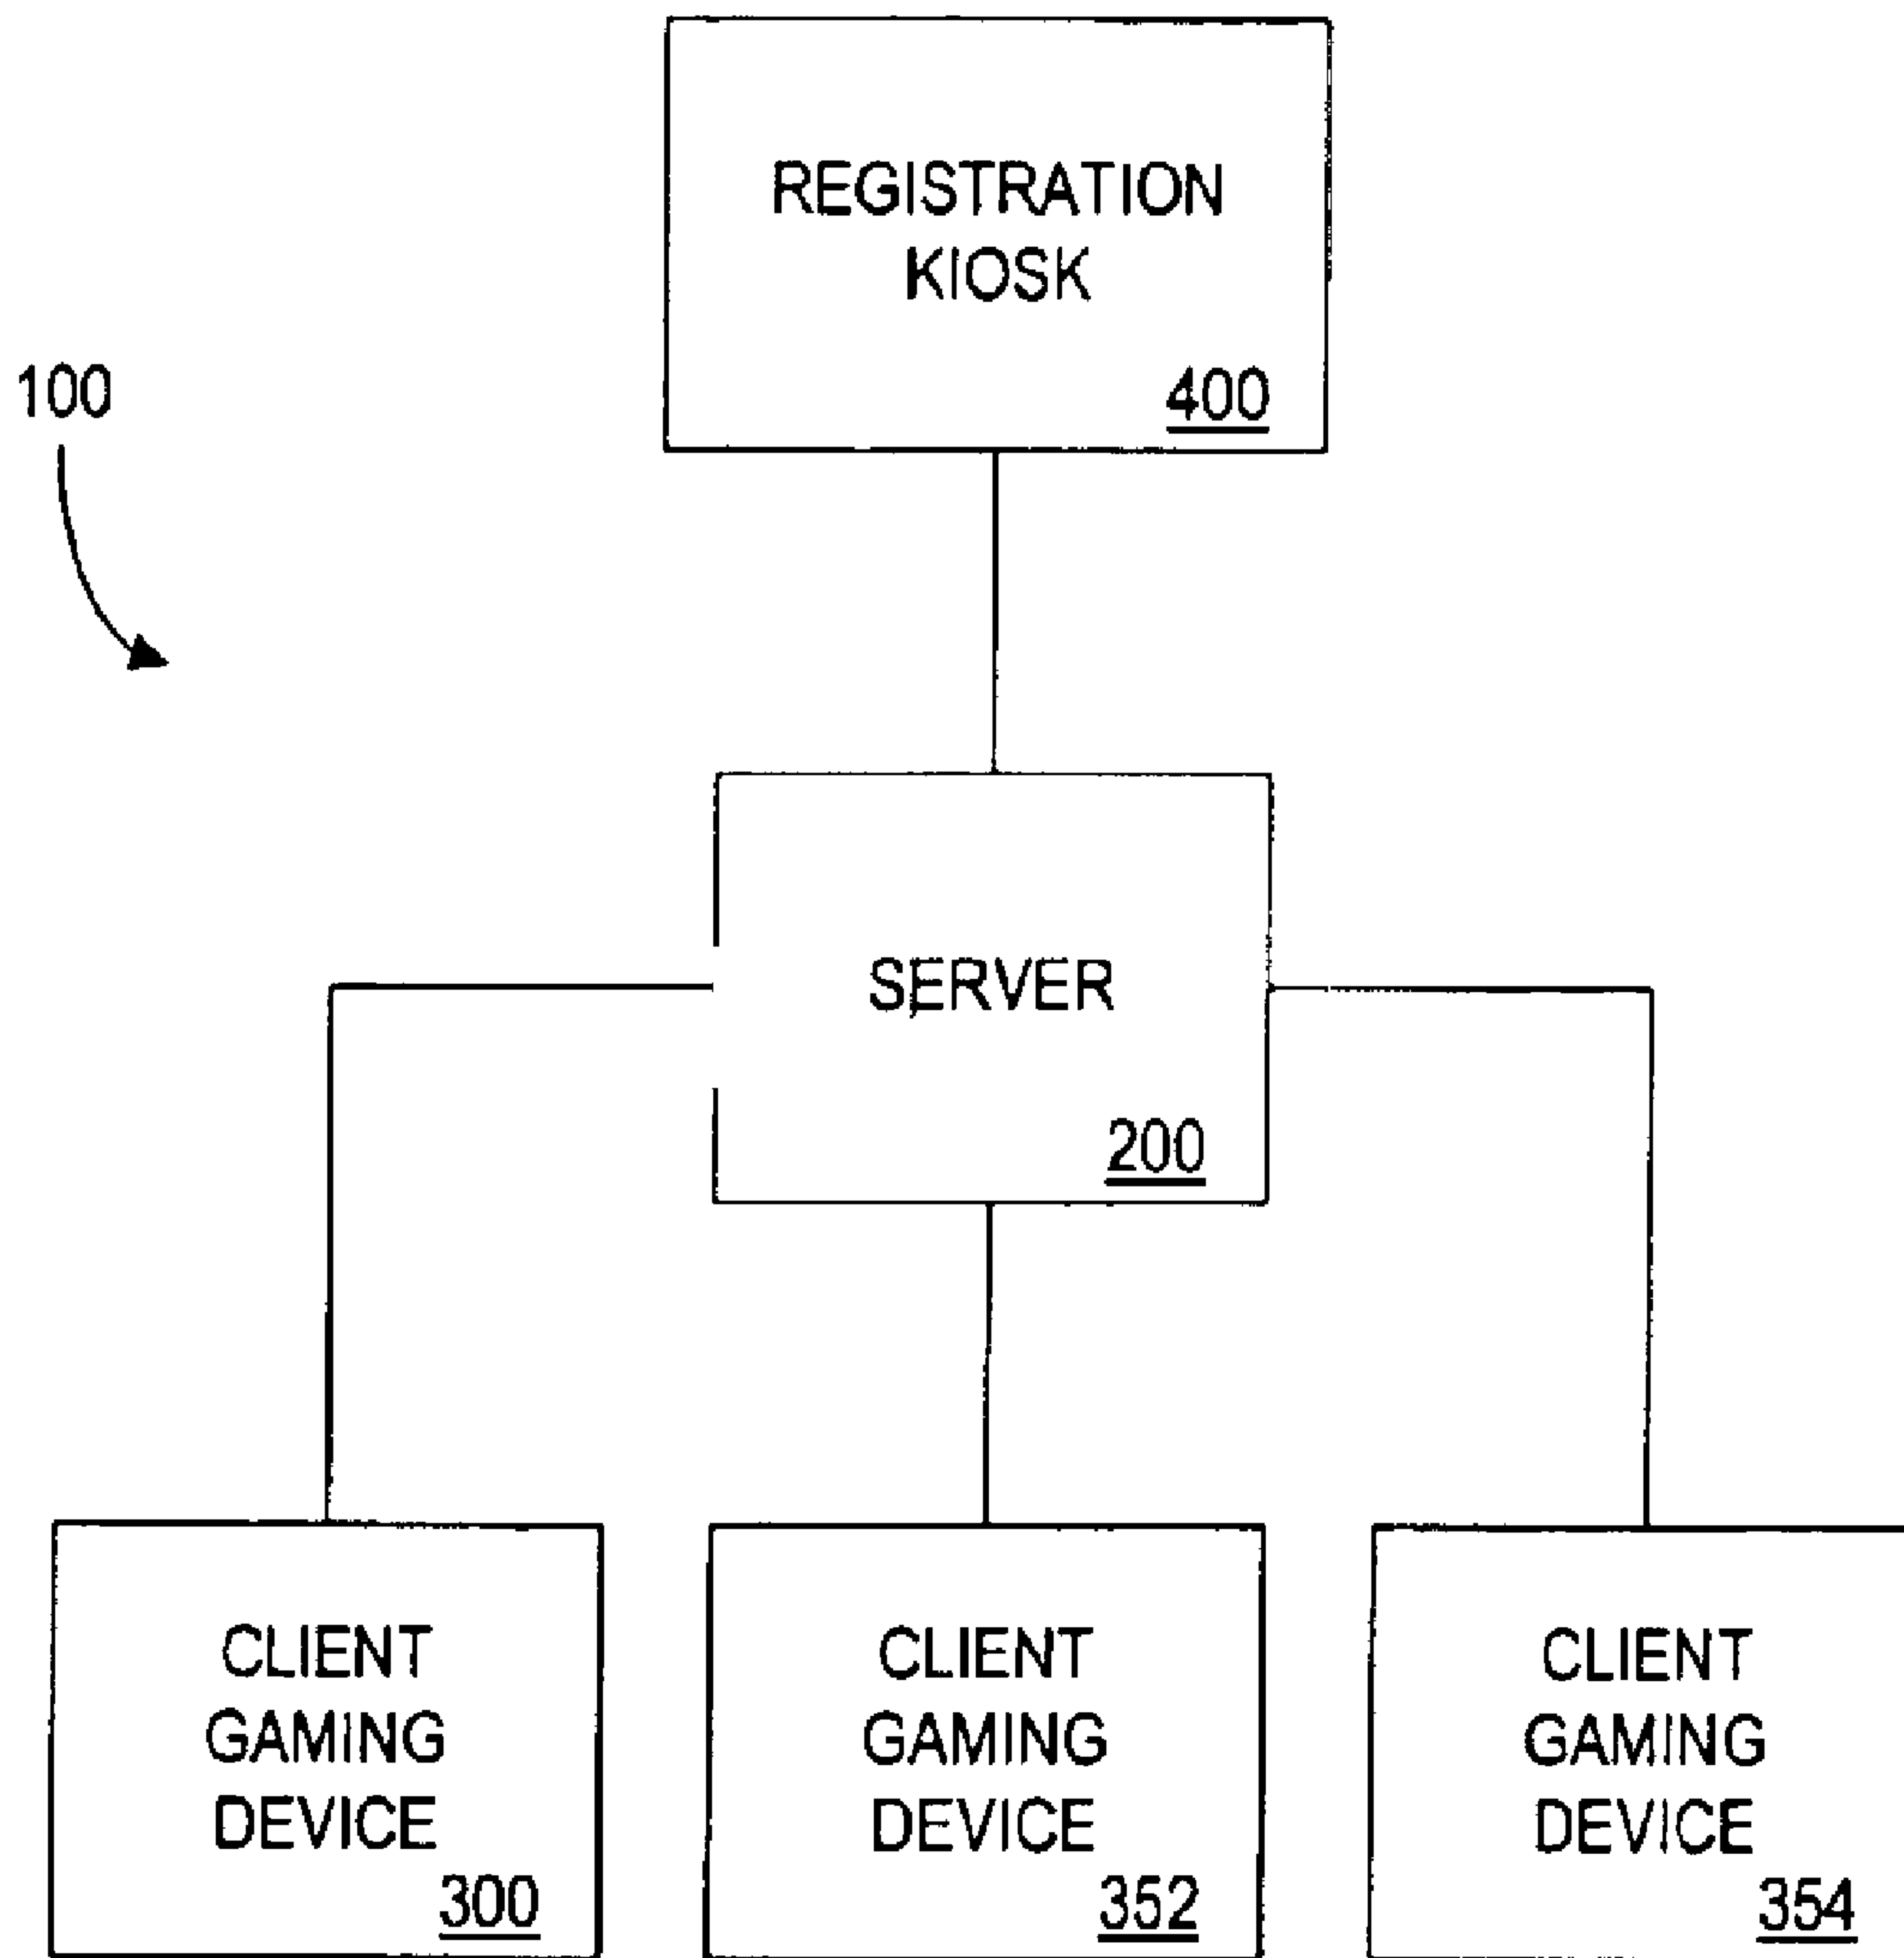 REGISTRATION
KIOSK
400
100
SERVER
200
CLIENT
GAMING
DEVICE
300
CLIENT
GAMING
DEVICE
352
CLIENT
GAMING
DEVICE
354